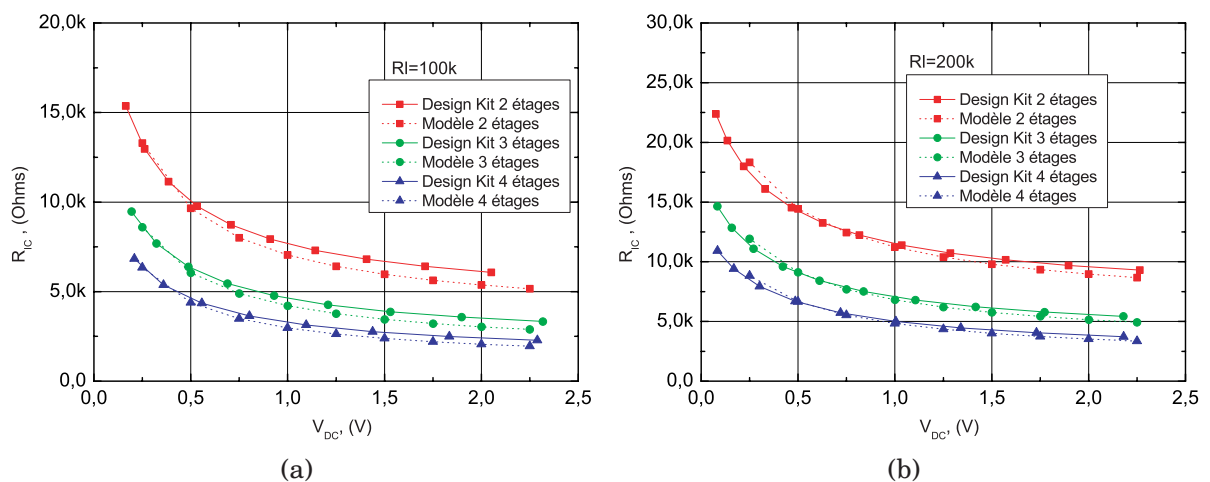 20,0k
15,0k
10,0k
5,0k
0,0
R_IC , (Ohms)
Rl=100k
Design Kit 2 étages
Modèle 2 étages
Design Kit 3 étages
Modèle 3 étages
Design Kit 4 étages
Modèle 4 étages
0,0 0,5 1,0 1,5 2,0 2,5
V_DC, (V)
(a)
30,0k
25,0k
20,0k
15,0k
10,0k
5,0k
0,0
R_IC , (Ohms)
Rl=200k
Design Kit 2 étages
Modèle 2 étages
Design Kit 3 étages
Modèle 3 étages
Design Kit 4 étages
Modèle 4 étages
0,0 0,5 1,0 1,5 2,0 2,5
V_DC, (V)
(b)